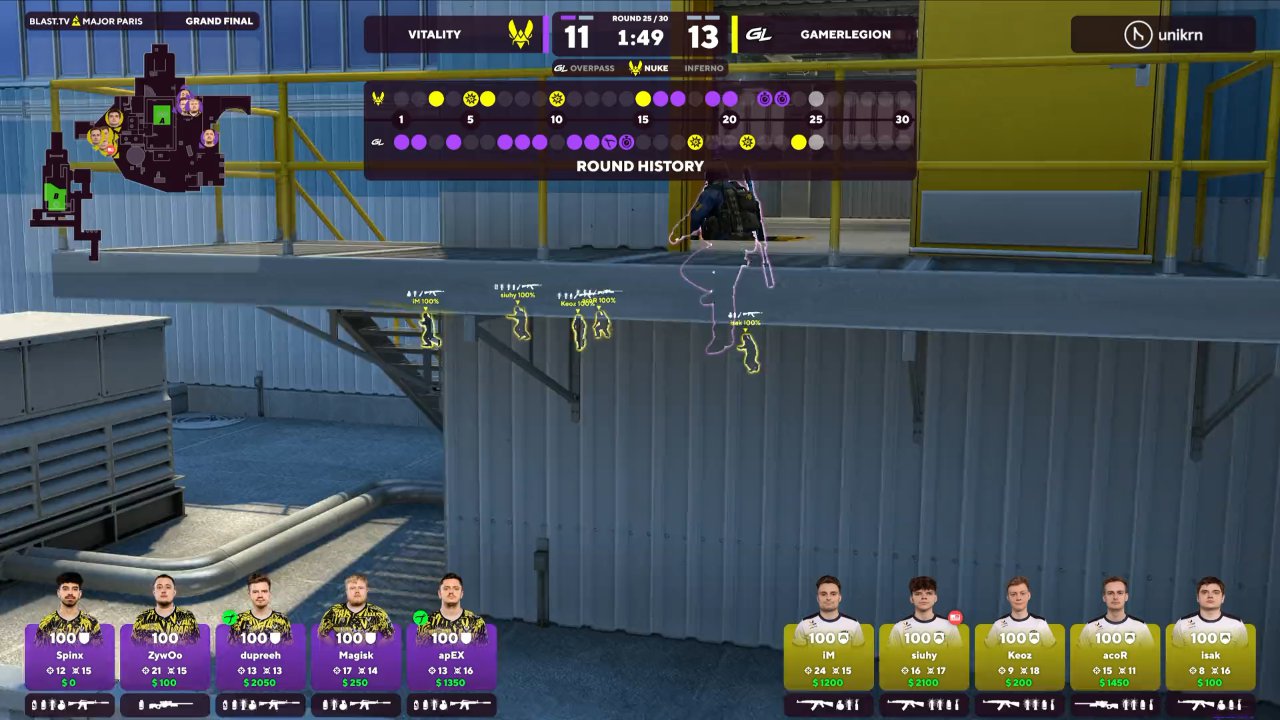 BLAST.TV MAJOR PARIS GRAND FINAL
VITALITY 11 ROUND 25 / 30 1:49 13 GL GAMERLEGION
unikrn
GL OVERPASS NUKE INFERNO
1 5 10 15 20 25 30
GL
ROUND HISTORY
A
B
iM 100%
siuhy 100%
Keoz 100%
100%
100%
100 Spinx 12 15 $0
100 ZywOo 21 15 $100
100 dupreeh 13 13 $2050
100 Magisk 17 14 $250
100 apEX 13 16 $1350
100 iM 24 15 $1200
100 siuhy 16 17 $2100
100 Keoz 9 18 $200
100 acoR 15 11 $1450
100 isak 8 16 $100